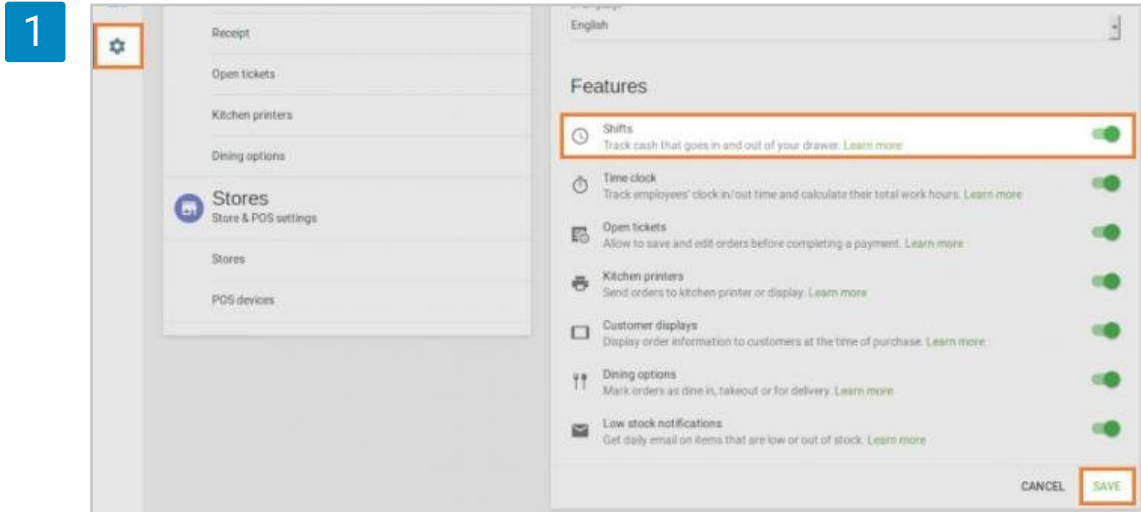 1
English
Receipt
Open tickets
Kitchen printers
Dining options
Stores
Store & POS settings
Stores
POS devices
Features
Shifts
Track cash that goes in and out of your drawer. Learn more
Time clock
Track employees' clock in/out time and calculate their total work hours. Learn more
Open tickets
Allow to save and edit orders before completing a payment. Learn more
Kitchen printers
Send orders to kitchen printer or display. Learn more
Customer displays
Display order information to customers at the time of purchase. Learn more
Dining options
Mark orders as dine in, takeout or for delivery. Learn more
Low stock notifications
Get daily email on items that are low or out of stock. Learn more
CANCEL SAVE